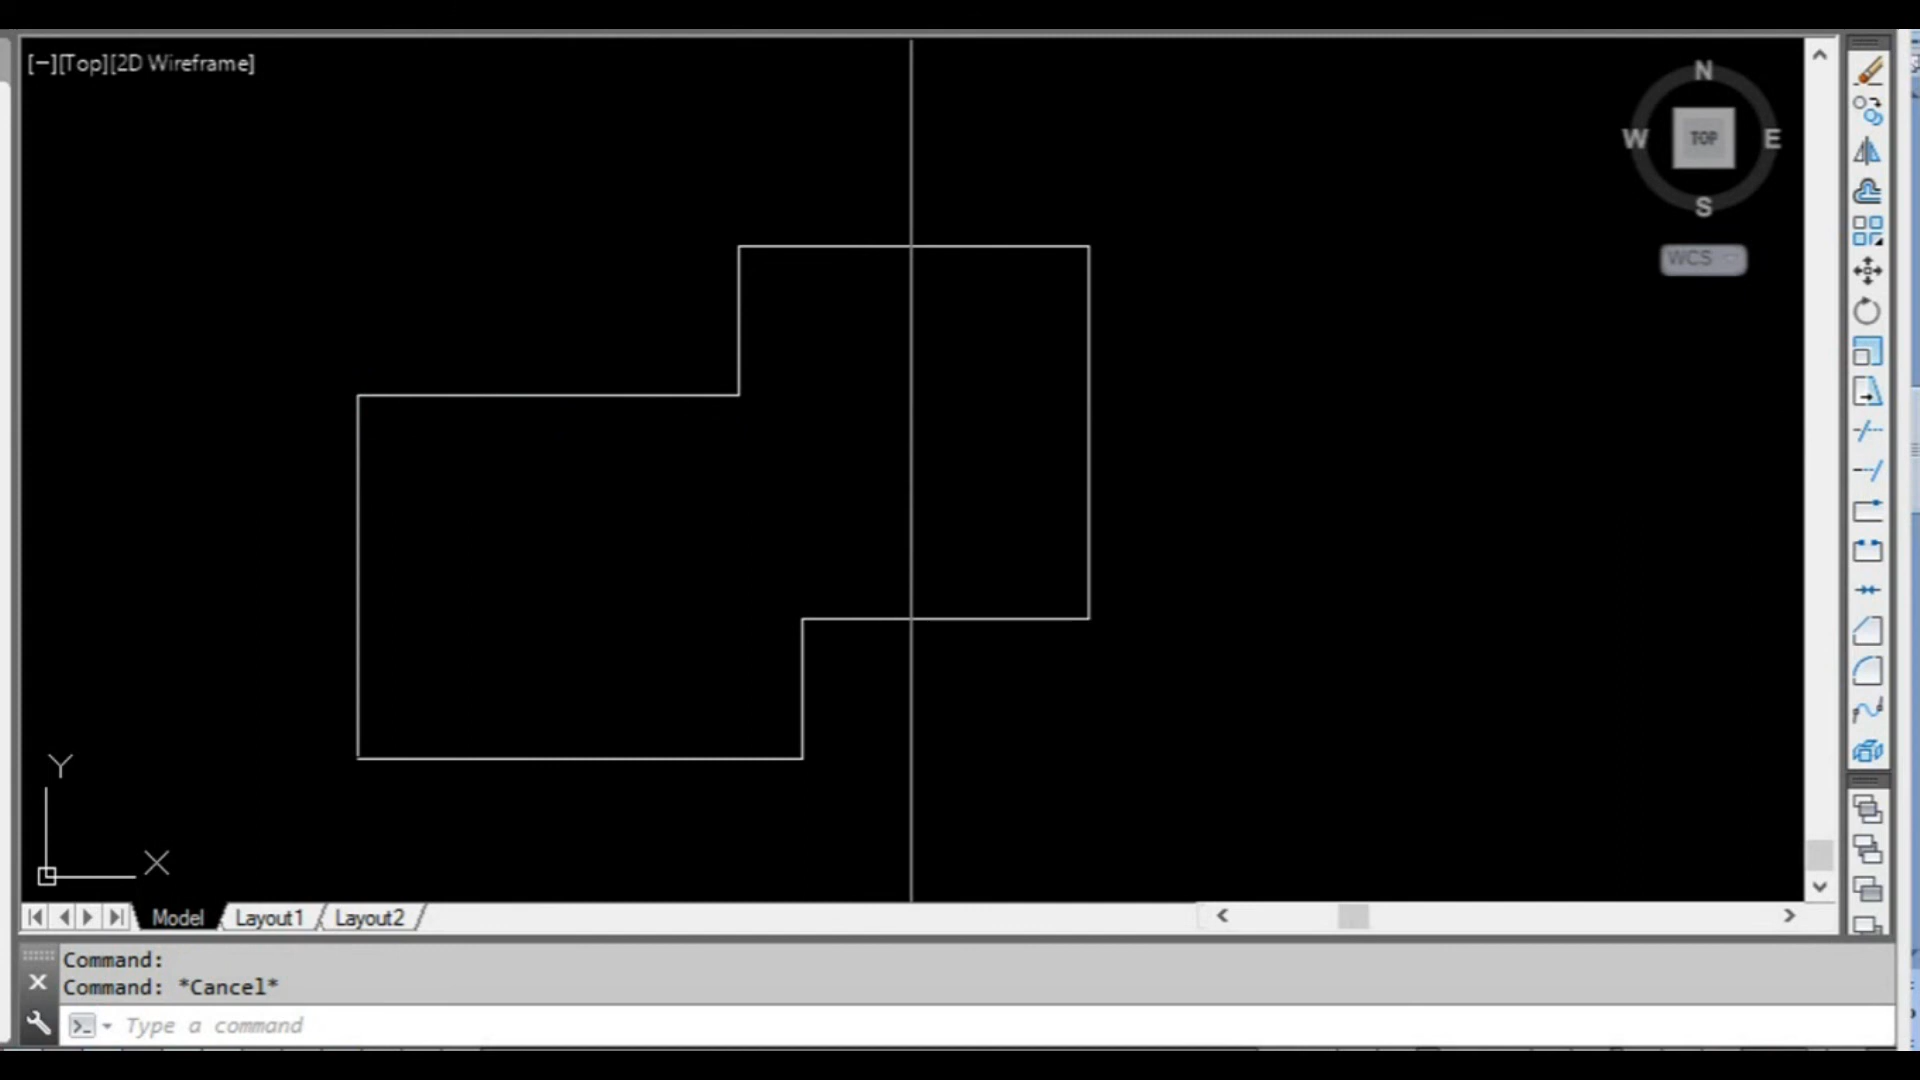 [−][Top][2D Wireframe]
N
W TOP E
S
WCS
Y
X
Model Layout1 Layout2
Command:
Command: *Cancel*
Type a command